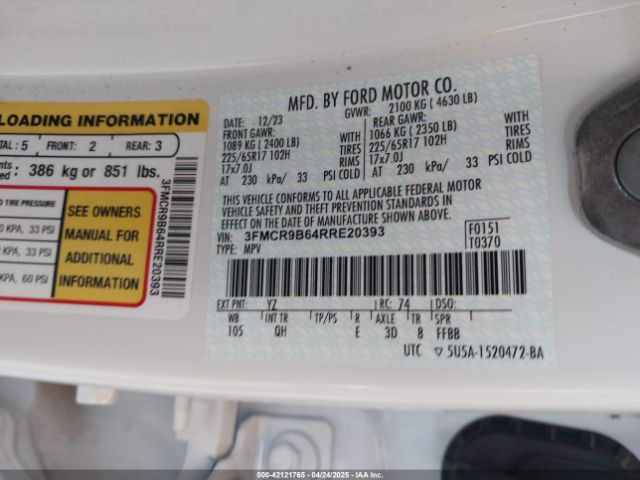 LOADING INFORMATION
TAL: 5 FRONT: 2 REAR: 3
386 kg or 851 lbs.
TIRE PRESSURE
KPA, 33 PSI
KPA, 33 PSI
KPA, 60 PSI
SEE OWNERS
MANUAL FOR
ADDITIONAL
INFORMATION
3FMCR9B64RRE20393
MFD. BY FORD MOTOR CO.
DATE: 12/23 GVWR: 2100 KG ( 4630 LB)
FRONT GAWR: REAR GAWR:
1089 KG ( 2400 LB) WITH 1066 KG ( 2350 LB) WITH
225/65R17 102H TIRES 225/65R17 102H TIRES
17x7.0J RIMS 17x7.0J RIMS
AT 230 kPa/ 33 PSI COLD AT 230 kPa/ 33 PSI COLD
THIS VEHICLE CONFORMS TO ALL APPLICABLE FEDERAL MOTOR
VEHICLE SAFETY, BUMPER, AND THEFT PREVENTION STANDARDS IN
EFFECT ON THE DATE OF MANUFACTURE SHOWN ABOVE.
VIN: 3FMCR9B64RRE20393 F0151
TYPE: MPV T0370
EXT PNT: YZ RC: 74 DSO:
WB INT TR TP/PS R AXLE TR SPR
105 QH E 3D 8 FFBB
UTC 5U5A-1520472-BA
000-42121765 04/24/2025 IAAI.COM